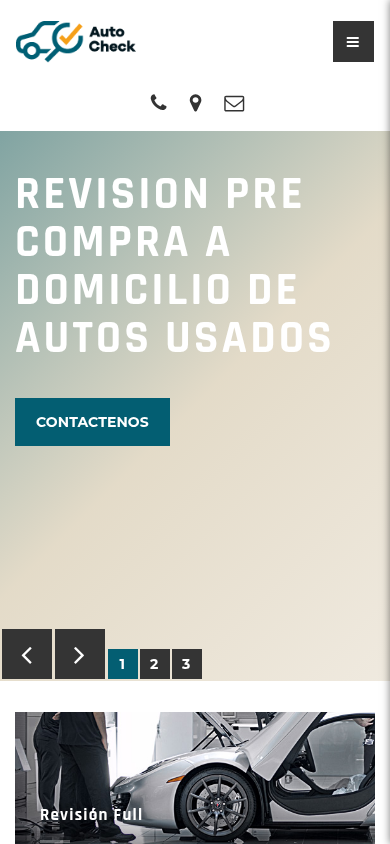 Auto
Check
REVISION PRE
COMPRA A
DOMICILIO DE
AUTOS USADOS
CONTACTENOS
1 2 3
Revisión Full